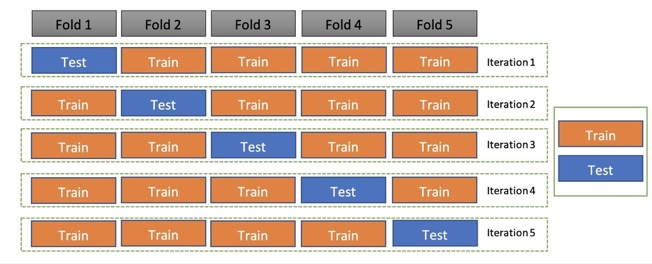 Fold 1 Fold 2 Fold 3 Fold 4 Fold 5
Test Train Train Train Train Iteration 1
Train Test Train Train Train Iteration 2
Train Train Test Train Train Iteration 3
Train Train Train Test Train Iteration 4
Train Train Train Train Test Iteration 5
Train
Test